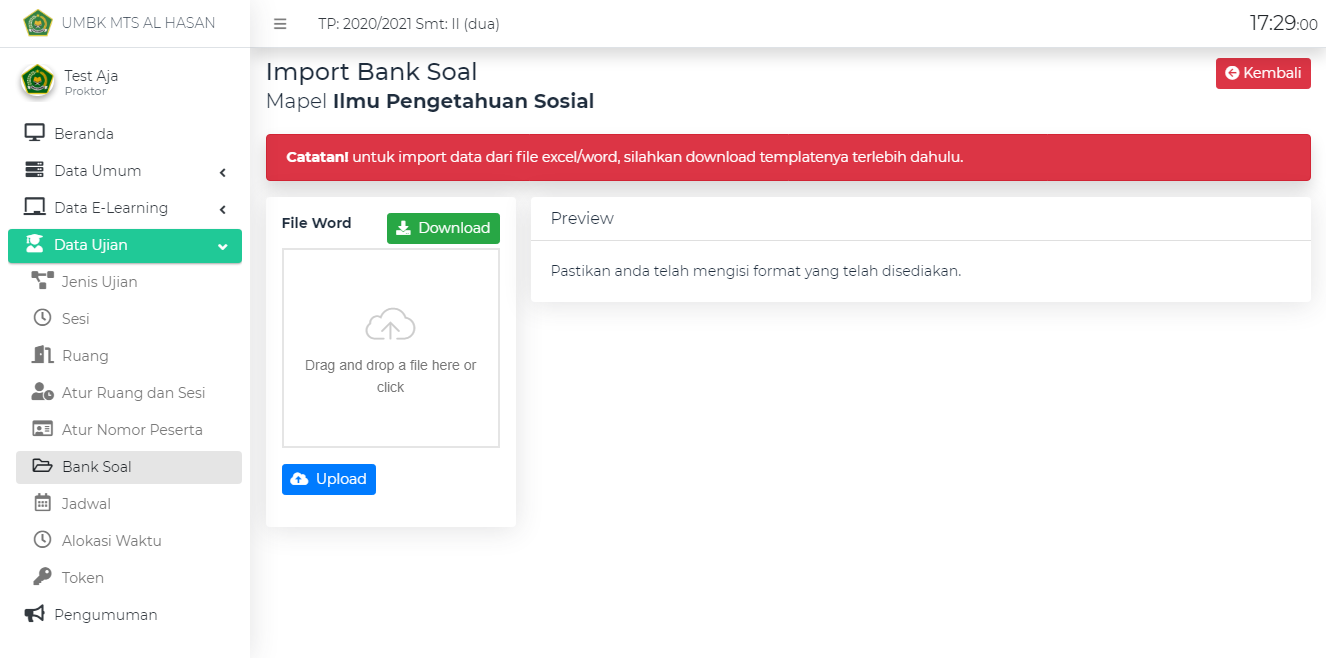 UMBK MTS AL HASAN
TP: 2020/2021 Smt: II (dua)
17:29:00
Test Aja
Proktor
Beranda
Data Umum
Data E-Learning
Data Ujian
Jenis Ujian
Sesi
Ruang
Atur Ruang dan Sesi
Atur Nomor Peserta
Bank Soal
Jadwal
Alokasi Waktu
Token
Pengumuman
Import Bank Soal
Mapel Ilmu Pengetahuan Sosial
Kembali
Catatan! untuk import data dari file excel/word, silahkan download templatenya terlebih dahulu.
File Word
Download
Drag and drop a file here or
click
Upload
Preview
Pastikan anda telah mengisi format yang telah disediakan.